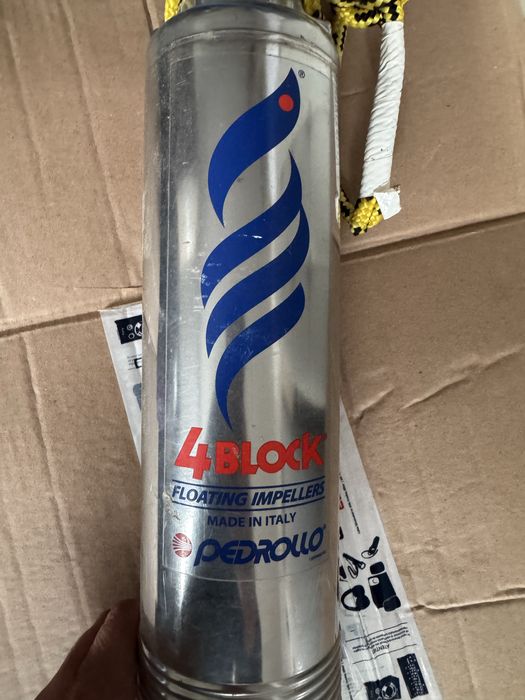 ®
4BLOCK
FLOATING IMPELLERS
MADE IN ITALY
PEDROLLO®